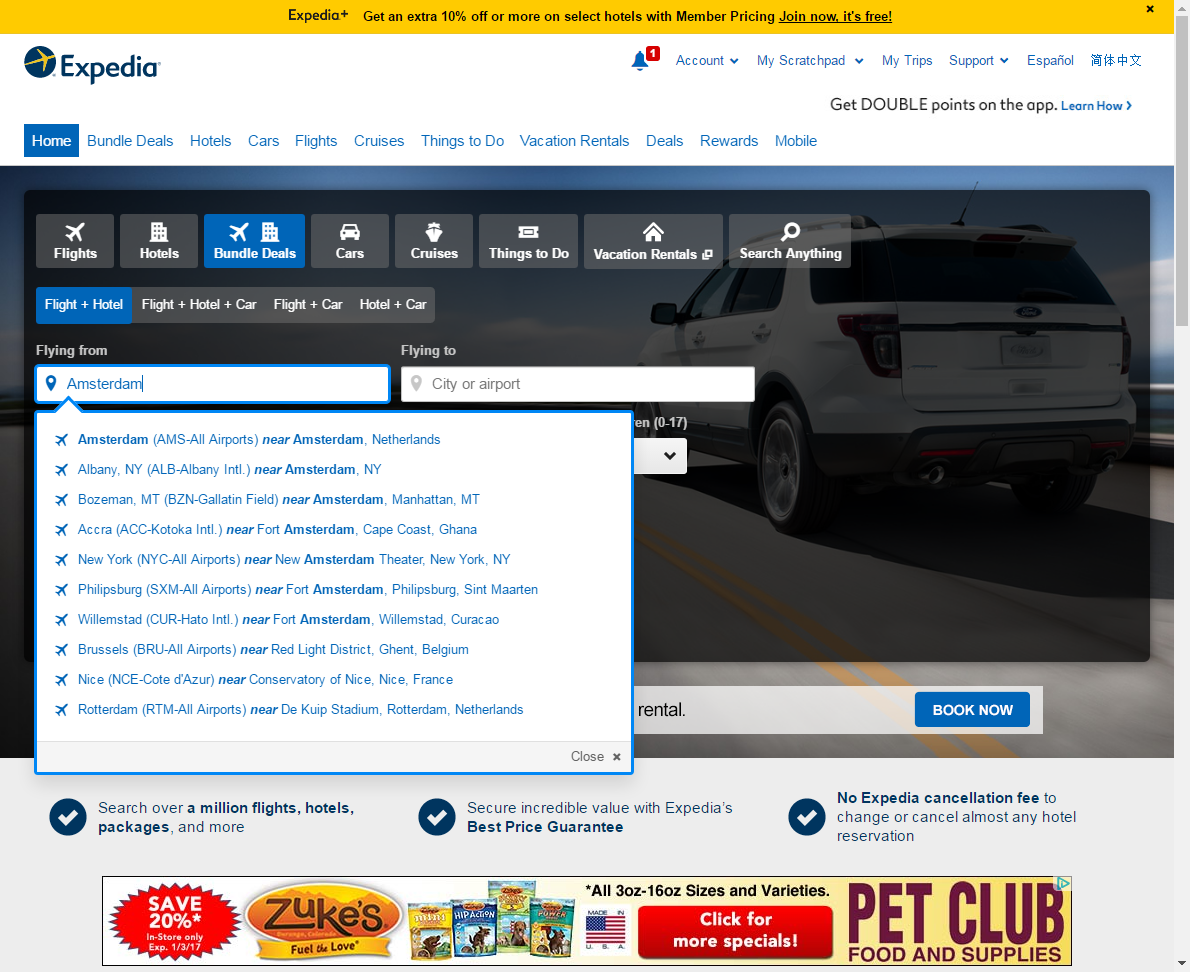 Expedia+ Get an extra 10% off or more on select hotels with Member Pricing Join now, it's free!
Expedia
1
Account
My Scratchpad
My Trips
Support
Español
简体中文
Get DOUBLE points on the app. Learn How
Home
Bundle Deals
Hotels
Cars
Flights
Cruises
Things to Do
Vacation Rentals
Deals
Rewards
Mobile
Flights
Hotels
Bundle Deals
Cars
Cruises
Things to Do
Vacation Rentals
Search Anything
Flight + Hotel
Flight + Hotel + Car
Flight + Car
Hotel + Car
Flying from
Flying to
Amsterdam
City or airport
ren (0-17)
Amsterdam (AMS-All Airports) near Amsterdam, Netherlands
Albany, NY (ALB-Albany Intl.) near Amsterdam, NY
Bozeman, MT (BZN-Gallatin Field) near Amsterdam, Manhattan, MT
Accra (ACC-Kotoka Intl.) near Fort Amsterdam, Cape Coast, Ghana
New York (NYC-All Airports) near New Amsterdam Theater, New York, NY
Philipsburg (SXM-All Airports) near Fort Amsterdam, Philipsburg, Sint Maarten
Willemstad (CUR-Hato Intl.) near Fort Amsterdam, Willemstad, Curacao
Brussels (BRU-All Airports) near Red Light District, Ghent, Belgium
Nice (NCE-Cote d'Azur) near Conservatory of Nice, Nice, France
Rotterdam (RTM-All Airports) near De Kuip Stadium, Rotterdam, Netherlands
Close
rental.
BOOK NOW
Search over a million flights, hotels,
packages, and more
Secure incredible value with Expedia's
Best Price Guarantee
No Expedia cancellation fee to
change or cancel almost any hotel
reservation
SAVE
20%*
In-Store only
Exp. 1/3/17
Zuke's
Durango, Colorado
Fuel the Love
mini
HIP ACTION
POWER
MADE IN
U.S.A.
*All 3oz-16oz Sizes and Varieties.
Click for
more specials!
PET CLUB
FOOD AND SUPPLIES